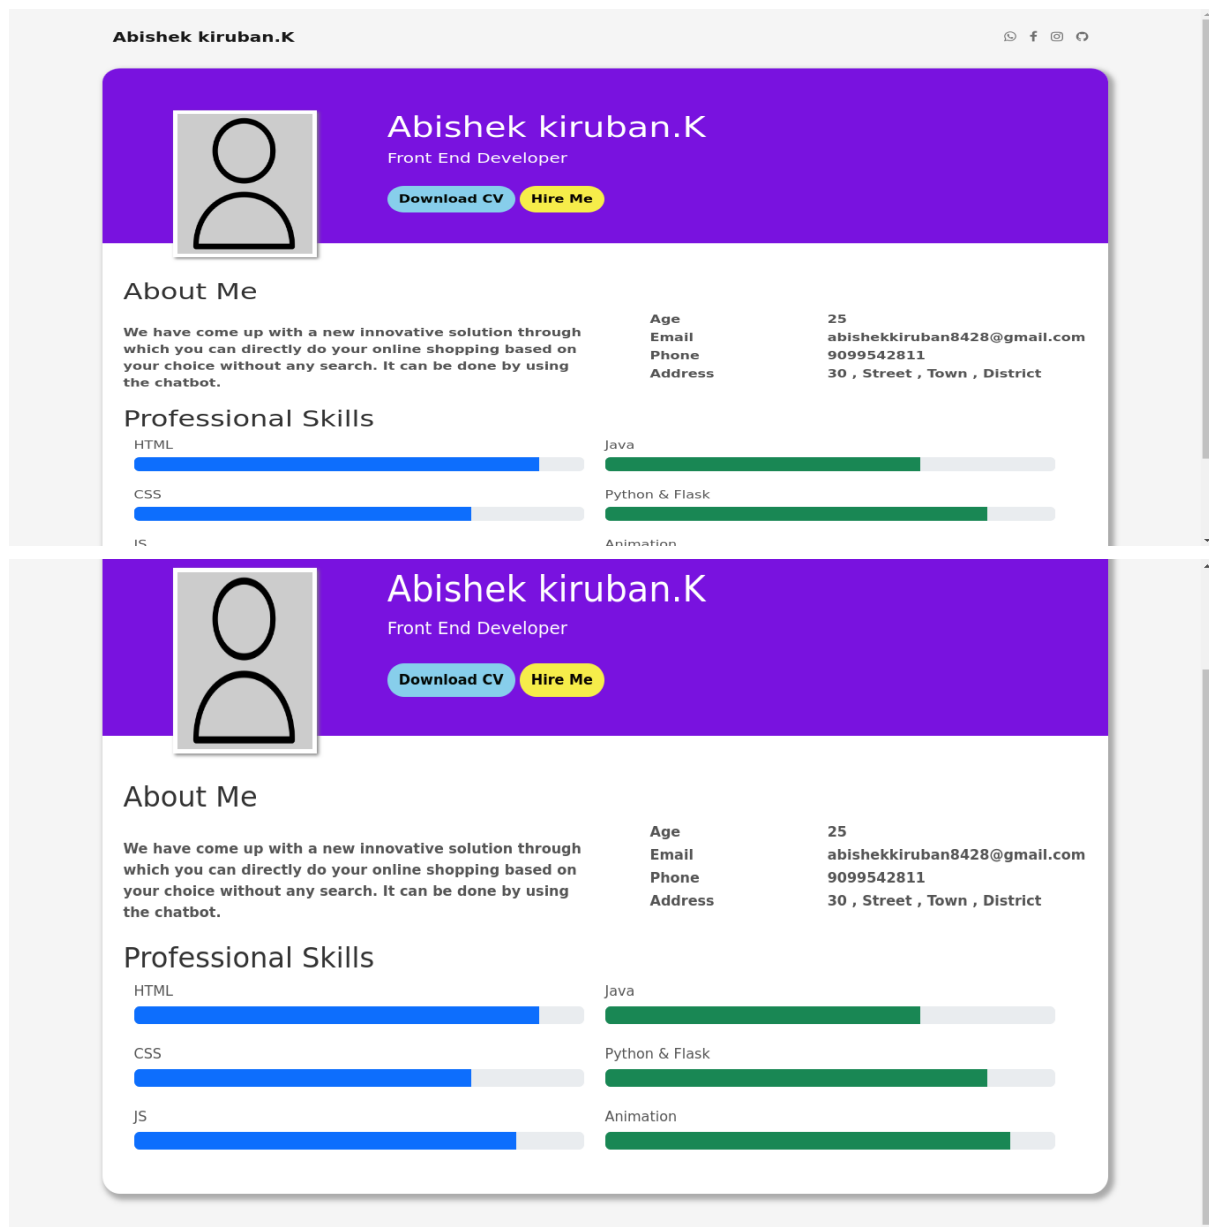 Abishek kiruban.K
Abishek kiruban.K
Front End Developer
Download CV Hire Me
About Me
We have come up with a new innovative solution through
which you can directly do your online shopping based on
your choice without any search. It can be done by using
the chatbot.
Age 25
Email abishekkiruban8428@gmail.com
Phone 9099542811
Address 30 , Street , Town , District
Professional Skills
HTML Java
CSS Python & Flask
JS Animation
Abishek kiruban.K
Front End Developer
Download CV Hire Me
About Me
We have come up with a new innovative solution through
which you can directly do your online shopping based on
your choice without any search. It can be done by using
the chatbot.
Age 25
Email abishekkiruban8428@gmail.com
Phone 9099542811
Address 30 , Street , Town , District
Professional Skills
HTML Java
CSS Python & Flask
JS Animation